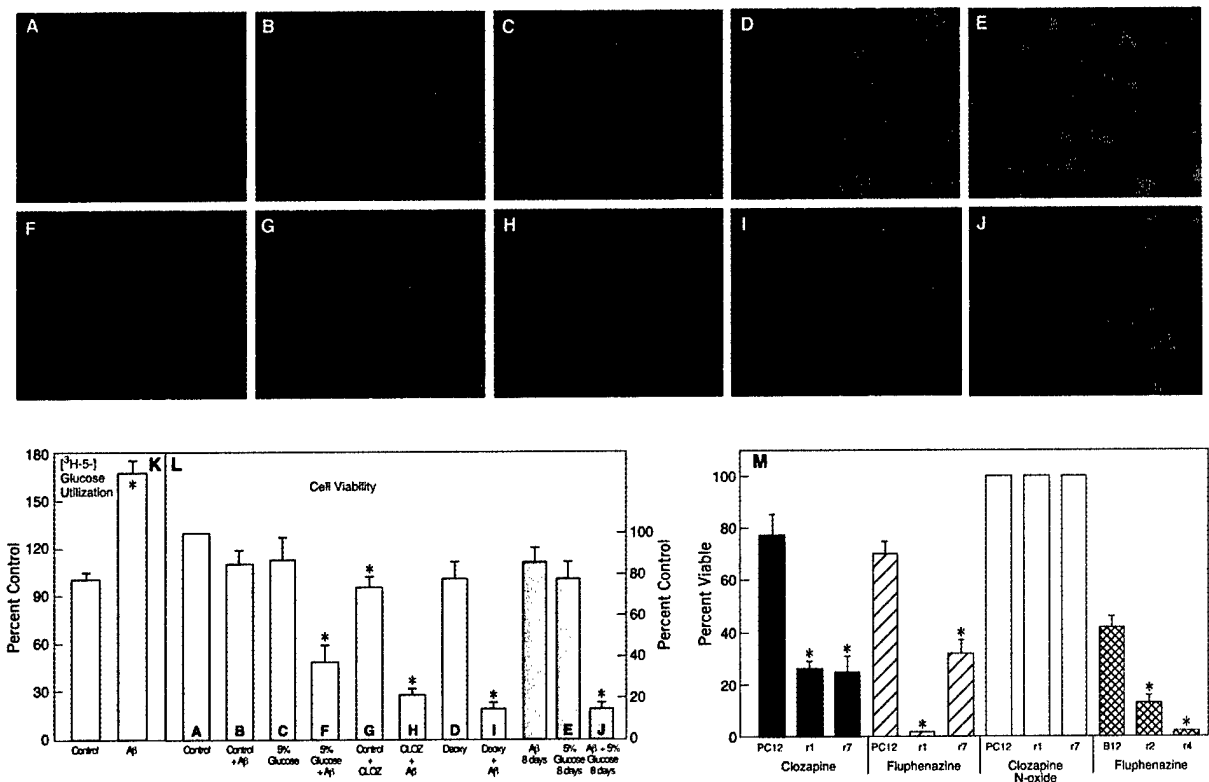 A
B
C
D
E
F
G
H
I
J
180
150
120
90
60
30
0
Percent Control
[³H-5-]
Glucose
Utilization
K
L
Cell Viability
*
*
*
*
*
*
A
B
C
F
G
H
D
I
E
J
Control
Aβ
Control
Control
+ Aβ
5%
Glucose
5%
Glucose
+ Aβ
Control
+
CLOZ
CLOZ
+
Aβ
Deoxy
Deoxy
+
Aβ
Aβ
8 days
5%
Glucose
8 days
Aβ + 5%
Glucose
8 days
100
80
60
40
20
0
Percent Control
M
100
80
60
40
20
0
Percent Viable
*
*
*
*
*
*
PC12
r1
r7
PC12
r1
r7
PC12
r1
r7
B12
r2
r4
Clozapine
Fluphenazine
Clozapine
N-oxide
Fluphenazine